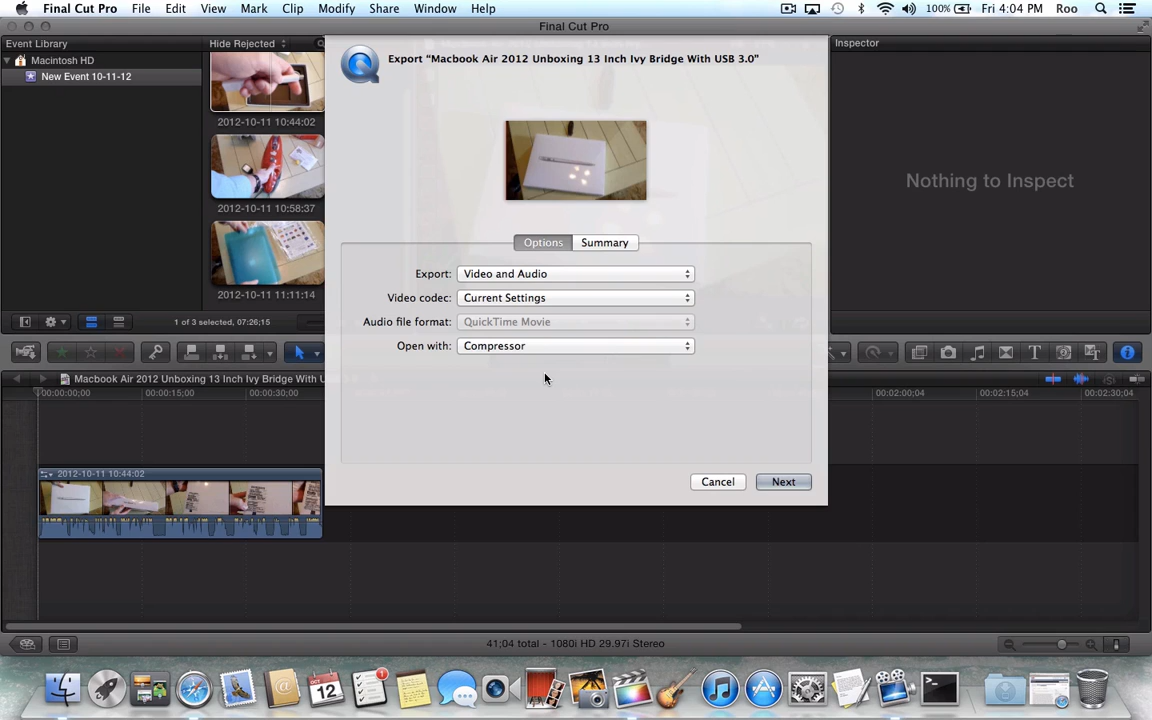 Final Cut Pro File Edit View Mark Clip Modify Share Window Help 100% Fri 4:04 PM Roo
Final Cut Pro
Event Library
Hide Rejected
Inspector
Macintosh HD
New Event 10-11-12
2012-10-11 10:44:02
2012-10-11 10:58:37
2012-10-11 11:11:14
1 of 3 selected, 07:26;15
Export “Macbook Air 2012 Unboxing 13 Inch Ivy Bridge With USB 3.0”
Options Summary
Export: Video and Audio
Video codec: Current Settings
Audio file format: QuickTime Movie
Open with: Compressor
Cancel Next
Nothing to Inspect
Macbook Air 2012 Unboxing 13 Inch Ivy Bridge With U
00:00:00;00 00:00:15;00 00:00:30;00 00:02:00;04 00:02:15;04 00:02:30;04
2012-10-11 10:44:02
41;04 total - 1080i HD 29.97i Stereo
OCT
12
1